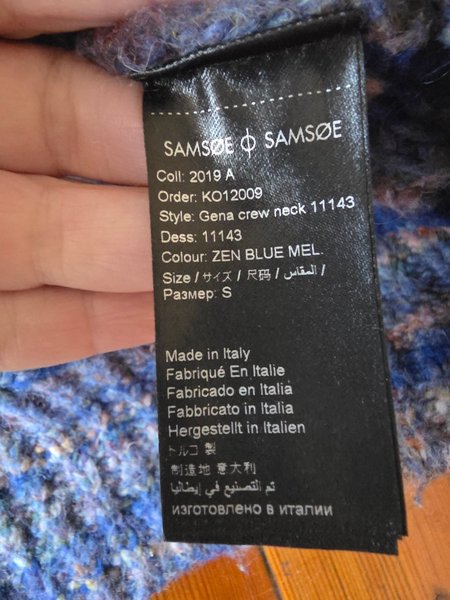 SAMSØE ϕ SAMSØE
Coll: 2019 A
Order: KO12009
Style: Gena crew neck 11143
Dess: 11143
Colour: ZEN BLUE MEL.
Size / サイズ / 尺码 / المقاس /
Размер: S
Made in Italy
Fabriqué En Italie
Fabricado en Italia
Fabbricato in Italia
Hergestellt in Italien
トルコ 製
制造地 意大利
تم التصنيع في إيطاليا
изготовлено в италии